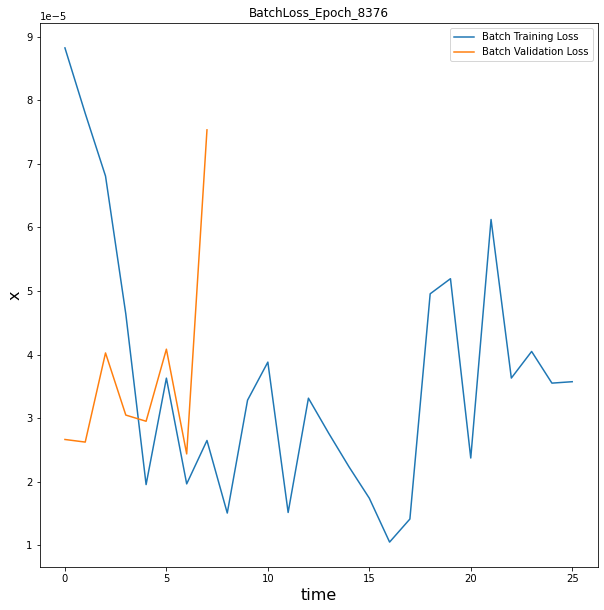 BatchLoss_Epoch_8376
1e−5
Batch Training Loss
Batch Validation Loss
9
8
7
6
5
4
3
2
1
x
0 5 10 15 20 25
time